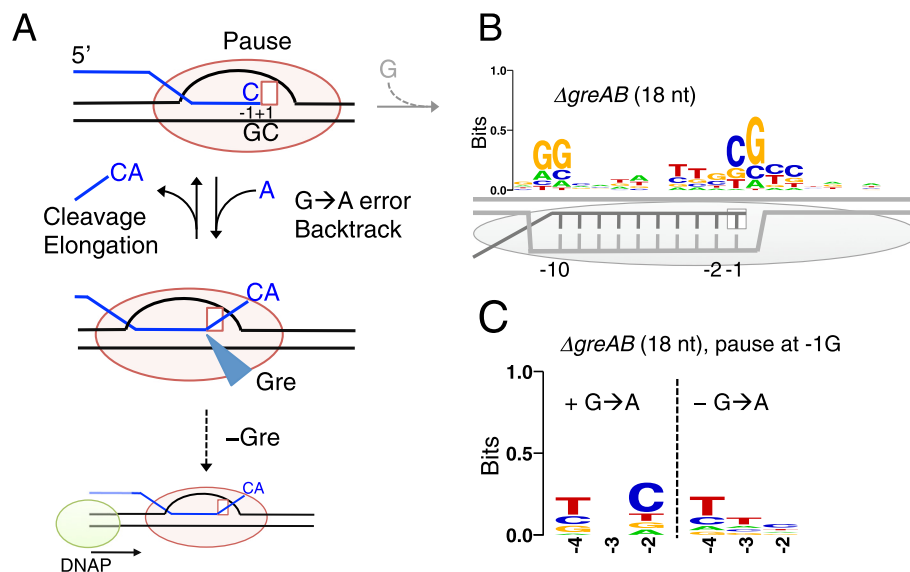 A
Pause
5’
C
G
-1+1
GC
CA
A
Cleavage
Elongation
G→A error
Backtrack
CA
Gre
–Gre
CA
DNAP
B
ΔgreAB (18 nt)
Bits
1.0
0.5
0.0
-10
-2 -1
C
ΔgreAB (18 nt), pause at -1G
Bits
1.0
0.5
0.0
+ G→A
– G→A
T
C
G
A
C
T
G
A
T
C
A
G
T
-4
-3
-2
-4
-3
-2